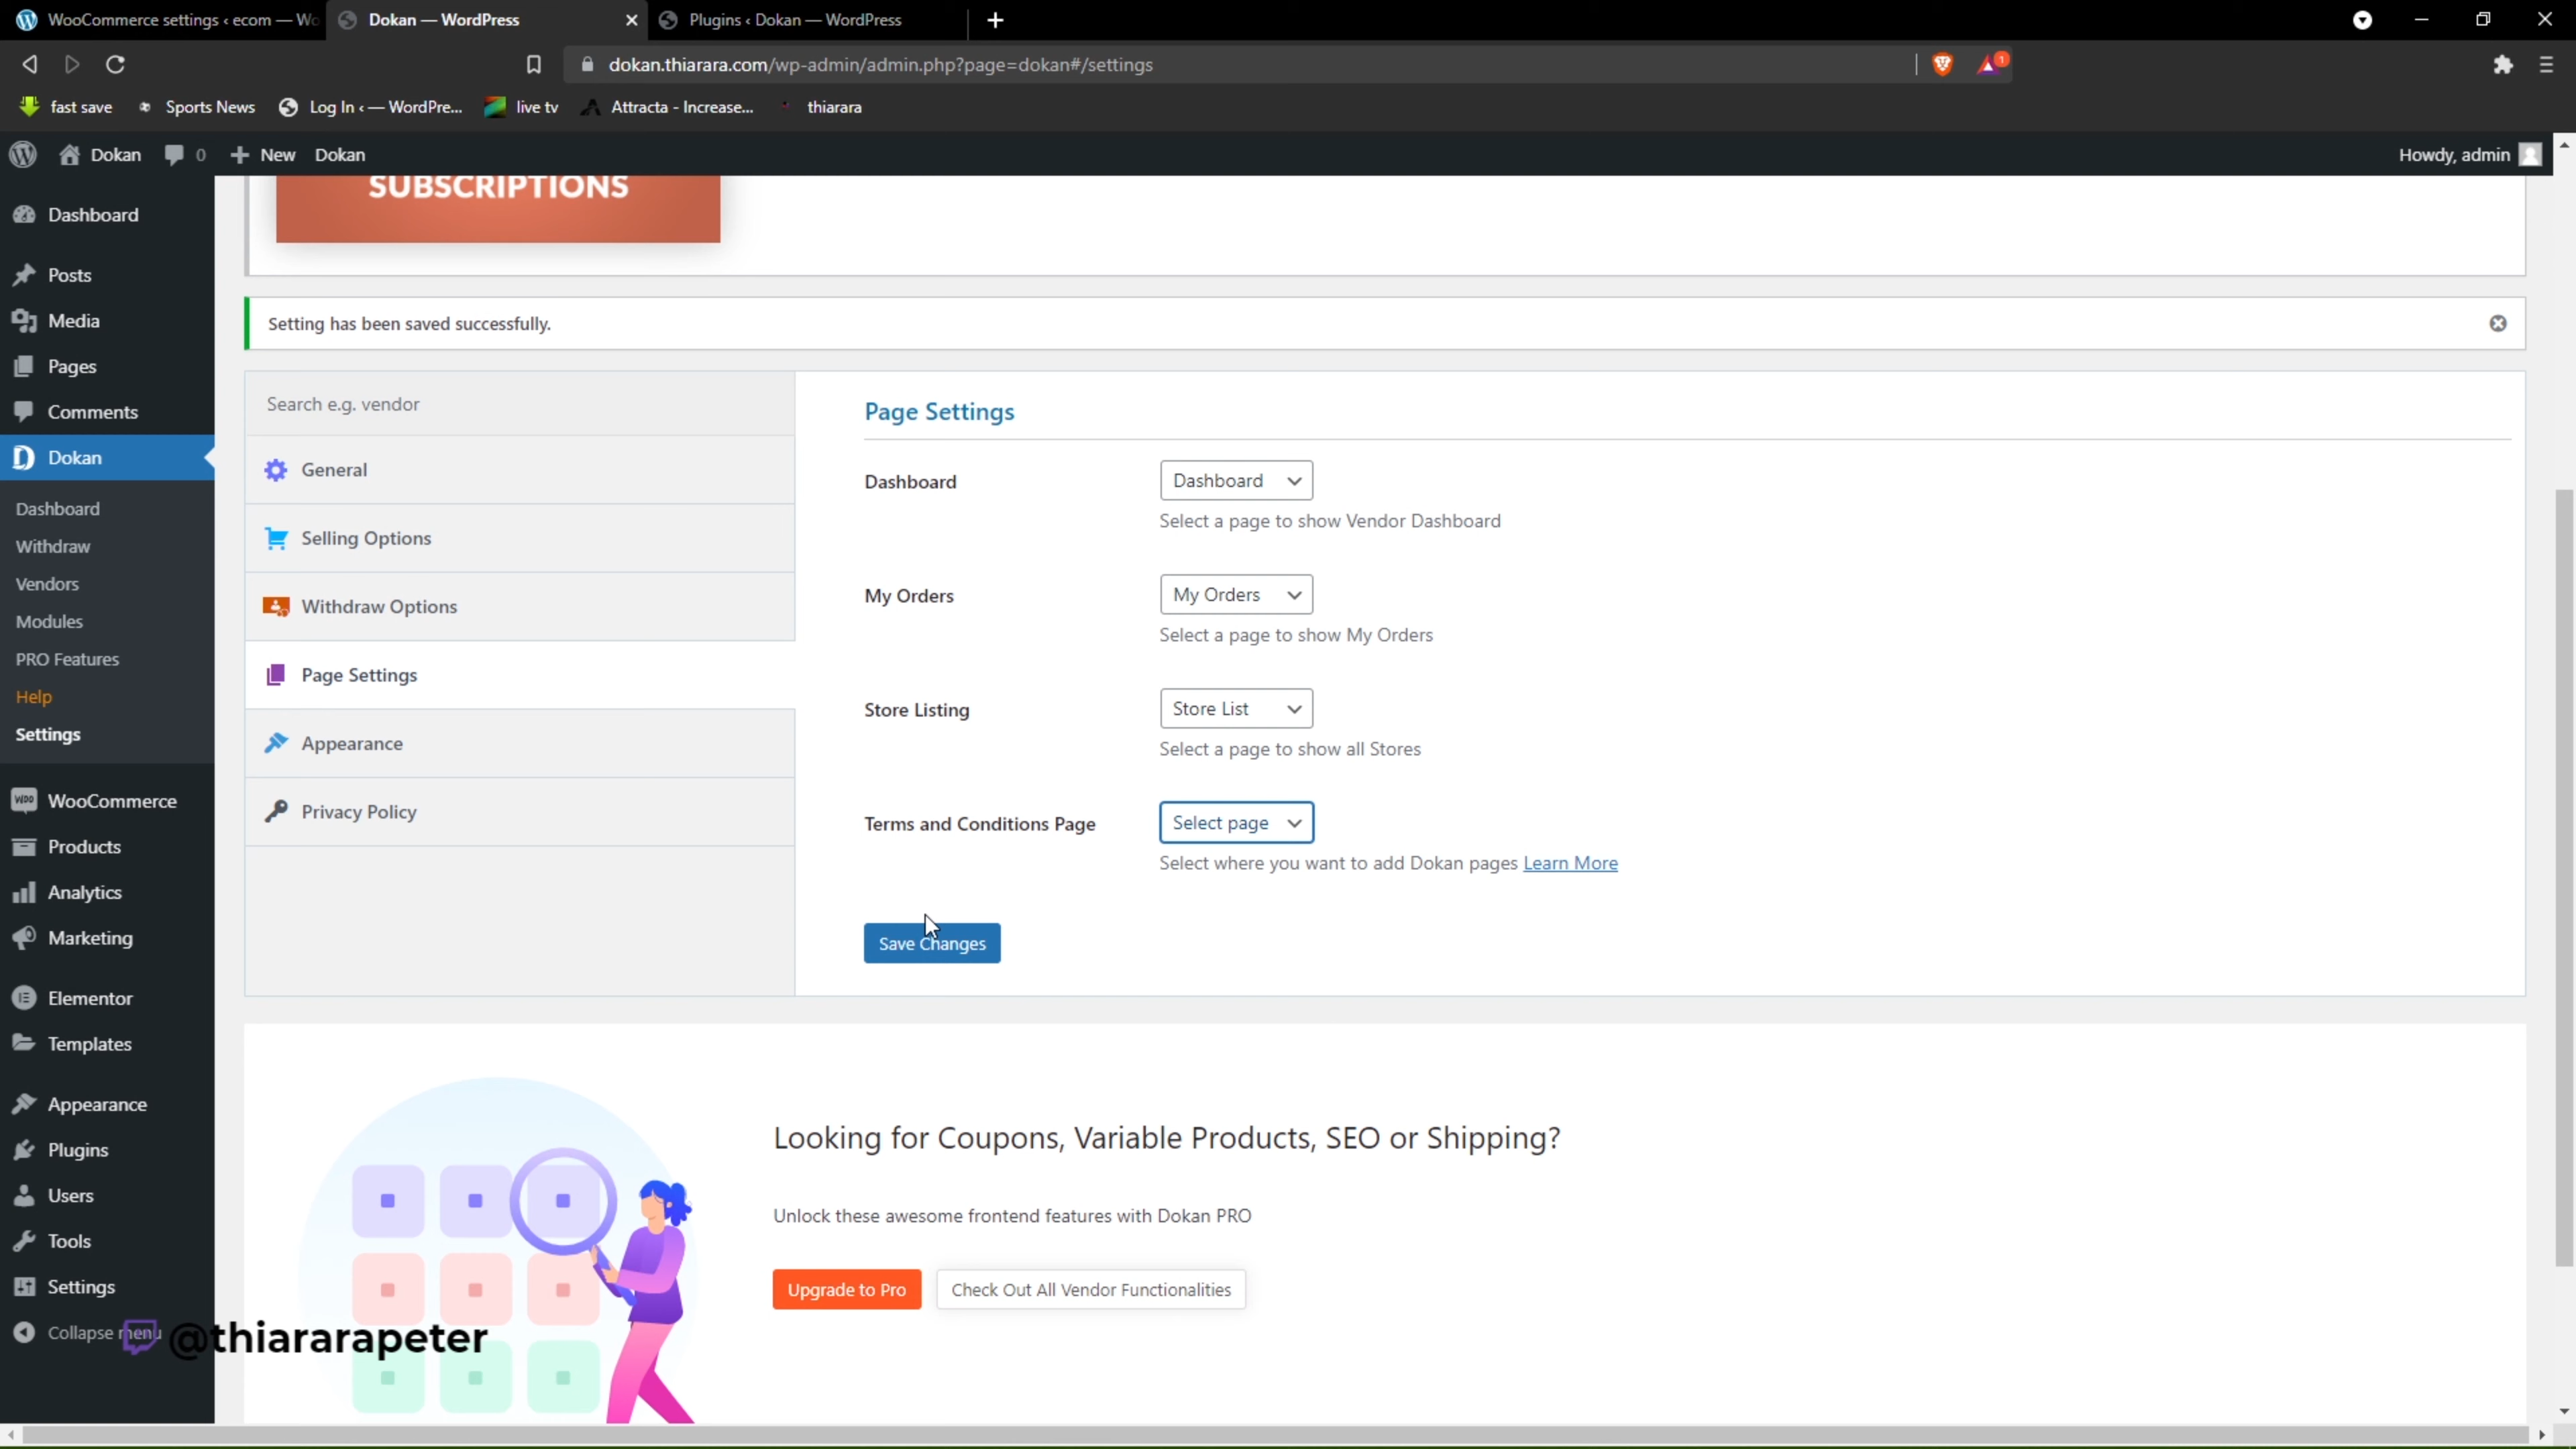 WooCommerce settings ‹ ecom — Wo
Dokan — WordPress
Plugins ‹ Dokan — WordPress
dokan.thiarara.com/wp-admin/admin.php?page=dokan#/settings
1
fast save
Sports News
Log In ‹ — WordPre...
live tv
Attracta - Increase...
thiarara
Dokan
0
New
Dokan
Howdy, admin
SUBSCRIPTIONS
Dashboard
Posts
Media
Pages
Comments
Dokan
Dashboard
Withdraw
Vendors
Modules
PRO Features
Help
Settings
WooCommerce
Products
Analytics
Marketing
Elementor
Templates
Appearance
Plugins
Users
Tools
Settings
Collapse menu
Setting has been saved successfully.
Search e.g. vendor
General
Selling Options
Withdraw Options
Page Settings
Appearance
Privacy Policy
Page Settings
Dashboard
Dashboard
Select a page to show Vendor Dashboard
My Orders
My Orders
Select a page to show My Orders
Store Listing
Store List
Select a page to show all Stores
Terms and Conditions Page
Select page
Select where you want to add Dokan pages Learn More
Save Changes
Looking for Coupons, Variable Products, SEO or Shipping?
Unlock these awesome frontend features with Dokan PRO
Upgrade to Pro
Check Out All Vendor Functionalities
@thiararapeter